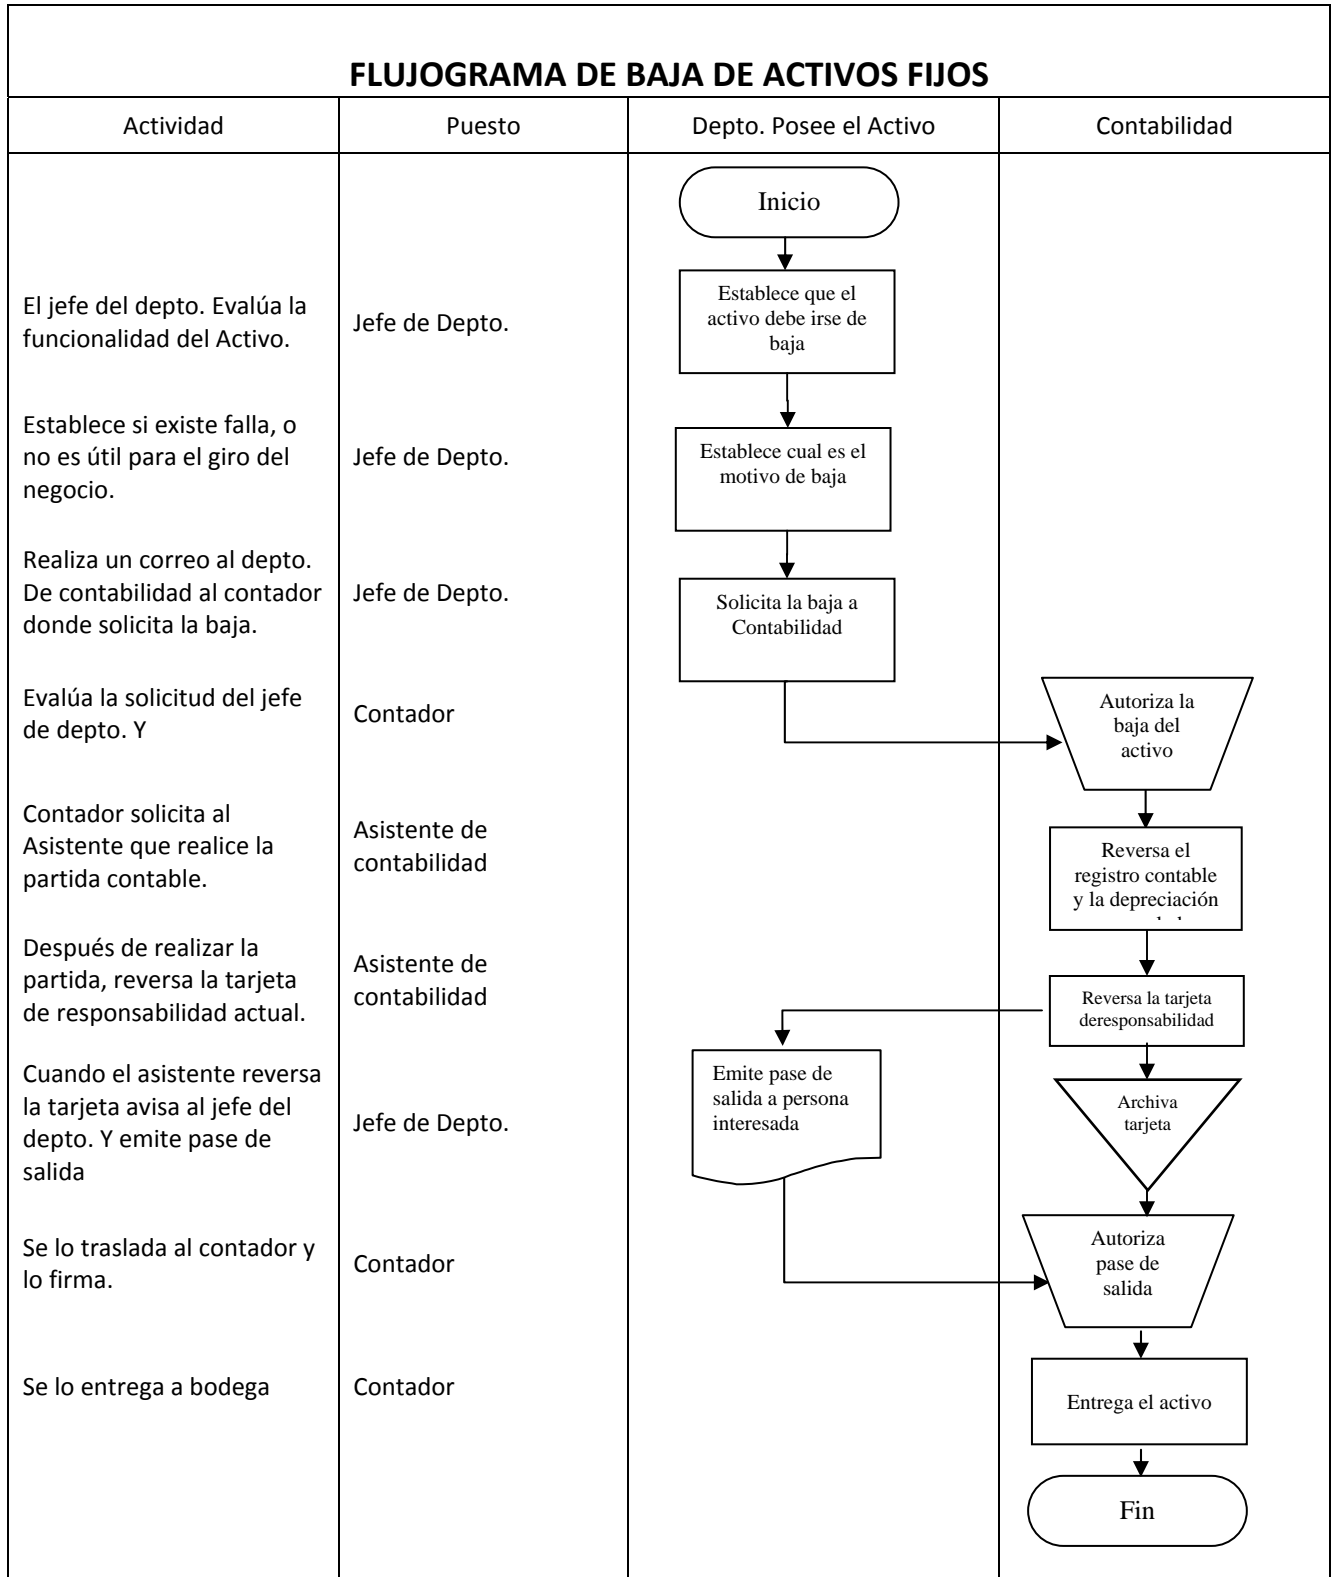 FLUJOGRAMA DE BAJA DE ACTIVOS FIJOS
Actividad
Puesto
Depto. Posee el Activo
Contabilidad
Inicio
El jefe del depto. Evalúa la
funcionalidad del Activo.
Jefe de Depto.
Establece que el
activo debe irse de
baja
Establece si existe falla, o
no es útil para el giro del
negocio.
Jefe de Depto.
Establece cual es el
motivo de baja
Realiza un correo al depto.
De contabilidad al contador
donde solicita la baja.
Jefe de Depto.
Solicita la baja a
Contabilidad
Evalúa la solicitud del jefe
de depto. Y
Contador
Autoriza la
baja del
activo
Contador solicita al
Asistente que realice la
partida contable.
Asistente de
contabilidad
Reversa el
registro contable
y la depreciación
Después de realizar la
partida, reversa la tarjeta
de responsabilidad actual.
Asistente de
contabilidad
Reversa la tarjeta
deresponsabilidad
Cuando el asistente reversa
la tarjeta avisa al jefe del
depto. Y emite pase de
salida
Jefe de Depto.
Emite pase de
salida a persona
interesada
Archiva
tarjeta
Se lo traslada al contador y
lo firma.
Contador
Autoriza
pase de
salida
Se lo entrega a bodega
Contador
Entrega el activo
Fin